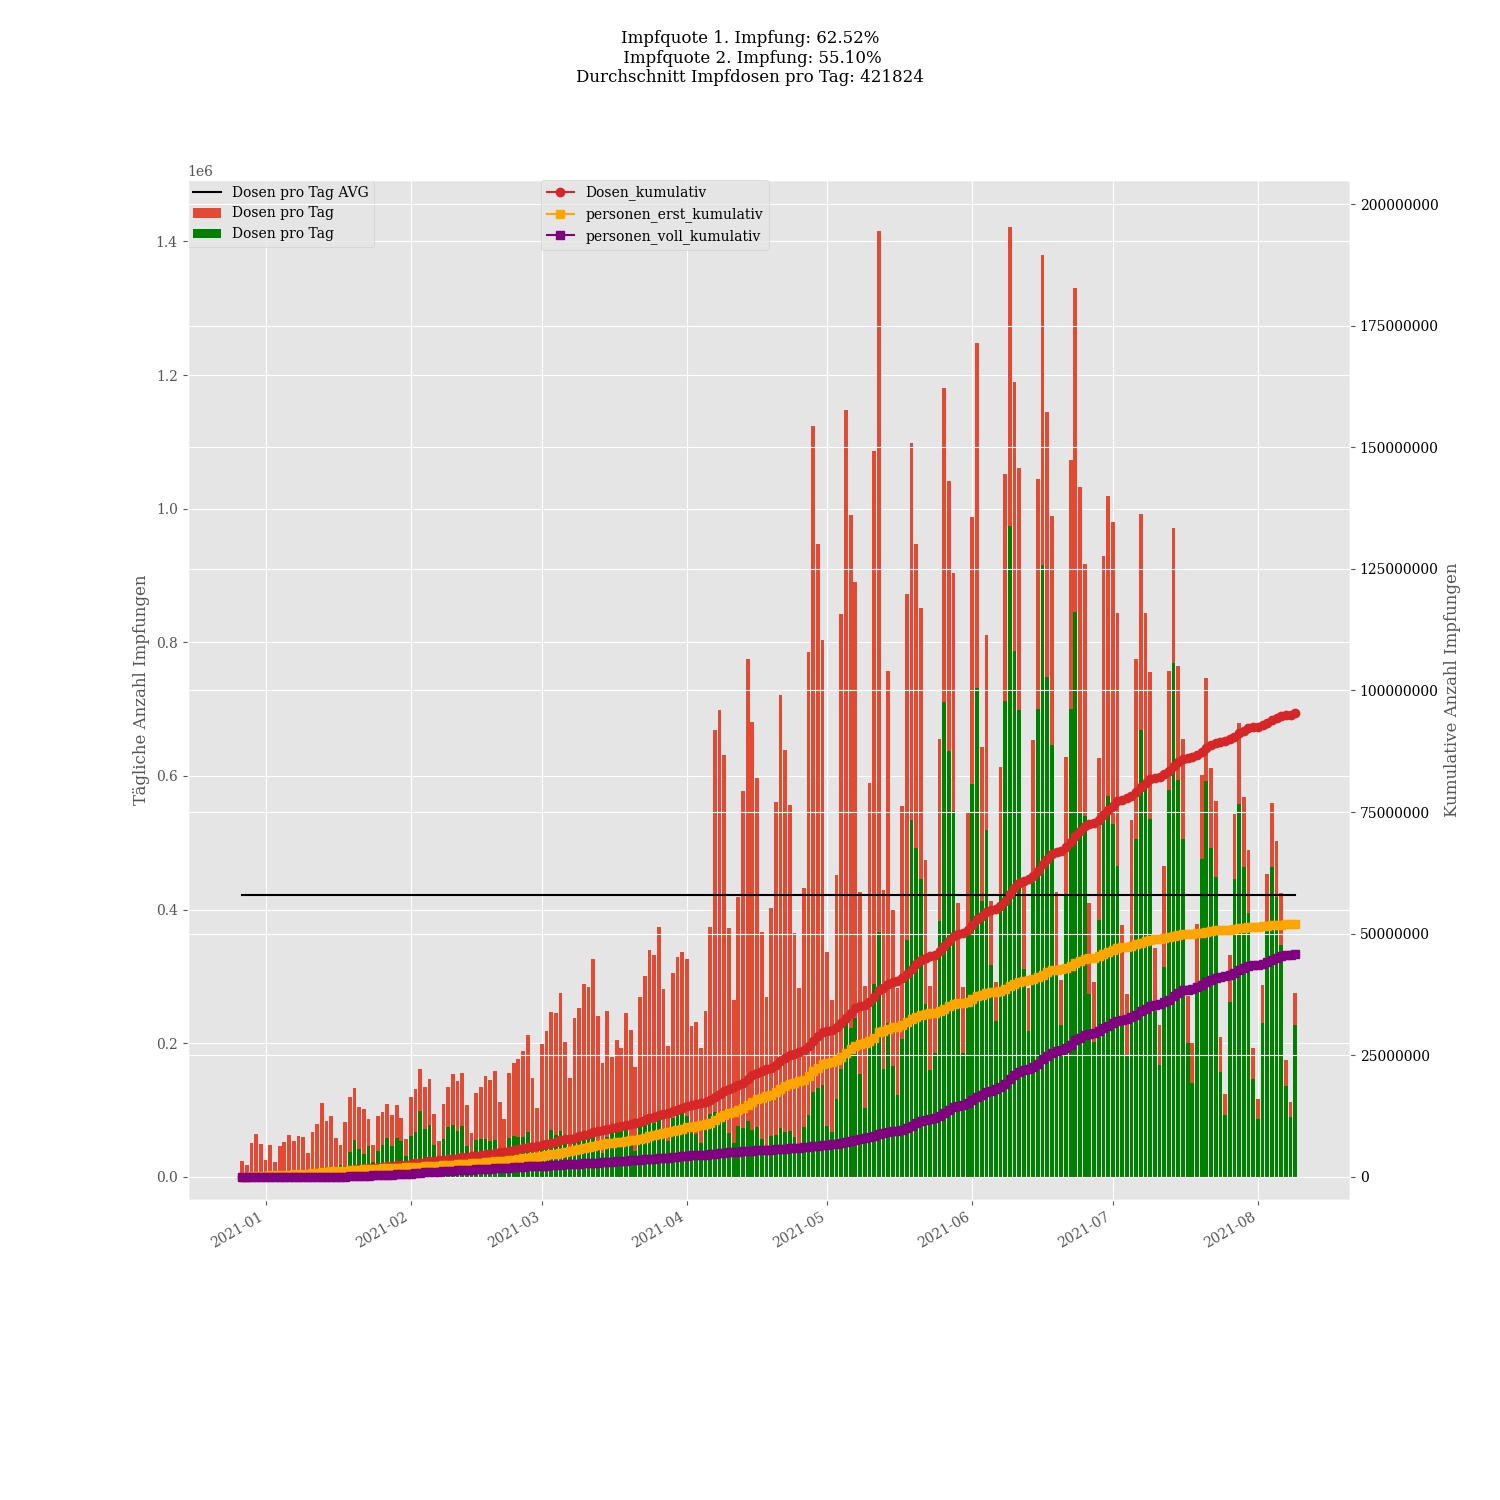 Impfquote 1. Impfung: 62.52%
Impfquote 2. Impfung: 55.10%
Durchschnitt Impfdosen pro Tag: 421824
1e6
Dosen pro Tag AVG
Dosen pro Tag
Dosen pro Tag
Dosen_kumulativ
personen_erst_kumulativ
personen_voll_kumulativ
1.4
1.2
1.0
0.8
0.6
0.4
0.2
0.0
Tägliche Anzahl Impfungen
200000000
175000000
150000000
125000000
100000000
75000000
50000000
25000000
0
Kumulative Anzahl Impfungen
2021-01
2021-02
2021-03
2021-04
2021-05
2021-06
2021-07
2021-08